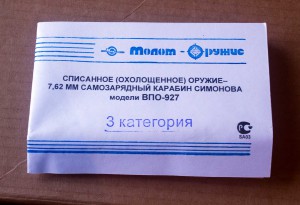 Молот Оружие
СПИСАННОЕ (ОХОЛОЩЕННОЕ) ОРУЖИЕ–
7,62 ММ САМОЗАРЯДНЫЙ КАРАБИН СИМОНОВА
модели ВПО-927
3 категория